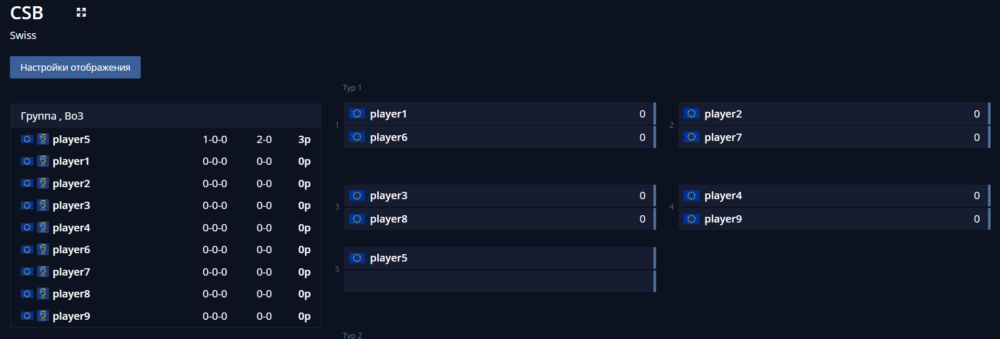 CSB
Swiss
Настройки отображения
Группа , Bo3
player5 1-0-0 2-0 3p
player1 0-0-0 0-0 0p
player2 0-0-0 0-0 0p
player3 0-0-0 0-0 0p
player4 0-0-0 0-0 0p
player6 0-0-0 0-0 0p
player7 0-0-0 0-0 0p
player8 0-0-0 0-0 0p
player9 0-0-0 0-0 0p
Тур 1
1
player1 0
player6 0
2
player2 0
player7 0
3
player3 0
player8 0
4
player4 0
player9 0
5
player5
Тур 2